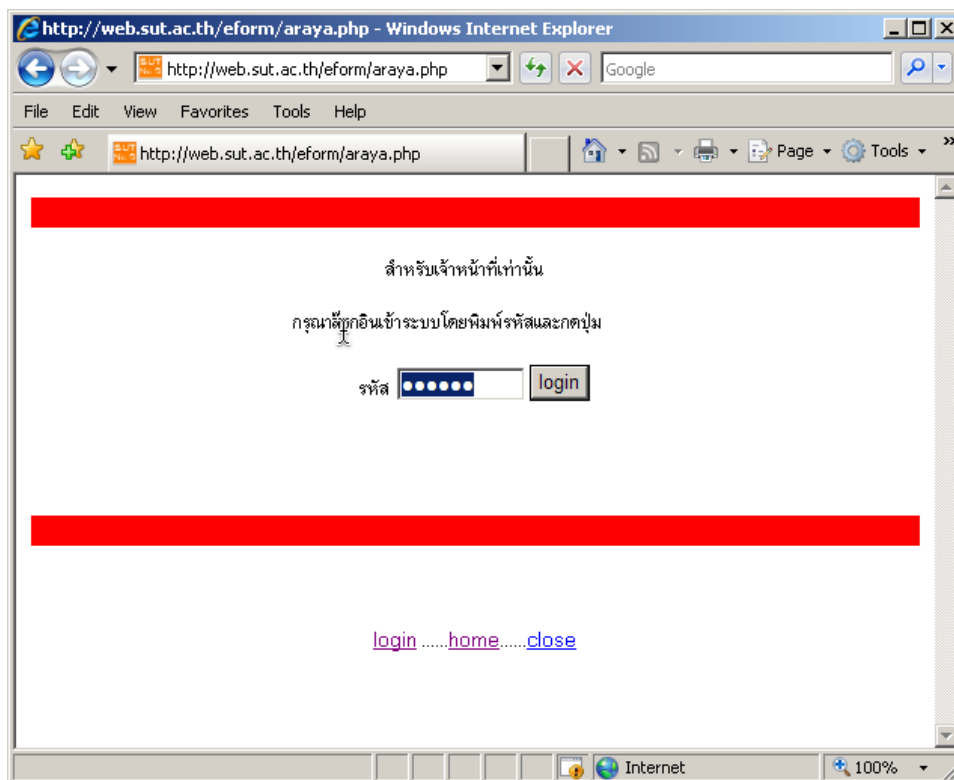 http://web.sut.ac.th/eform/araya.php - Windows Internet Explorer
http://web.sut.ac.th/eform/araya.php
Google
File Edit View Favorites Tools Help
http://web.sut.ac.th/eform/araya.php
Page Tools
สำหรับเจ้าหน้าที่เท่านั้น
กรุณาล๊อกอินเข้าระบบโดยพิมพ์รหัสและกดปุ่ม
รหัส ●●●●●● login
login ......home......close
Internet 100%